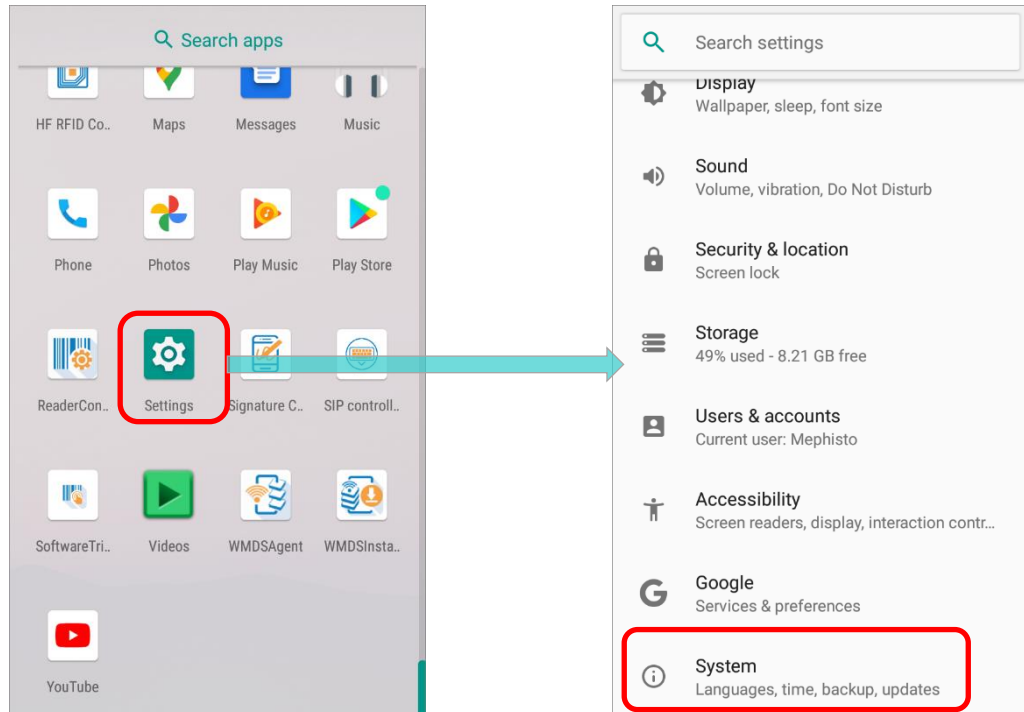 Search apps
HF RFID Co.. Maps Messages Music
Phone Photos Play Music Play Store
ReaderCon.. Settings Signature C.. SIP controll..
SoftwareTri.. Videos WMDSAgent WMDSInsta..
YouTube
Search settings
Display
Wallpaper, sleep, font size
Sound
Volume, vibration, Do Not Disturb
Security & location
Screen lock
Storage
49% used - 8.21 GB free
Users & accounts
Current user: Mephisto
Accessibility
Screen readers, display, interaction contr...
Google
Services & preferences
System
Languages, time, backup, updates